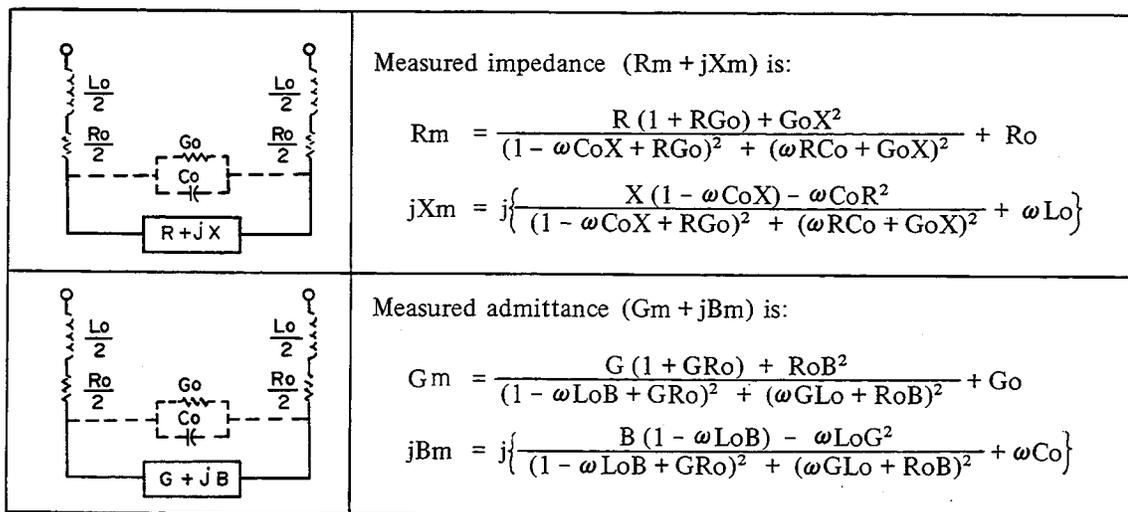 Lo/2 Lo/2
Ro/2 Go Ro/2
Co
R + jX
Measured impedance (Rm + jXm) is:
Rm = R (1 + RGo) + GoX² / (1 - ωCoX + RGo)² + (ωRCo + GoX)² + Ro
jXm = j{ X (1 - ωCoX) - ωCoR² / (1 - ωCoX + RGo)² + (ωRCo + GoX)² + ωLo}
Lo/2 Lo/2
Ro/2 Go Ro/2
Co
G + jB
Measured admittance (Gm + jBm) is:
Gm = G (1 + GRo) + RoB² / (1 - ωLoB + GRo)² + (ωGLo + RoB)² + Go
jBm = j{ B (1 - ωLoB) - ωLoG² / (1 - ωLoB + GRo)² + (ωGLo + RoB)² + ωCo}